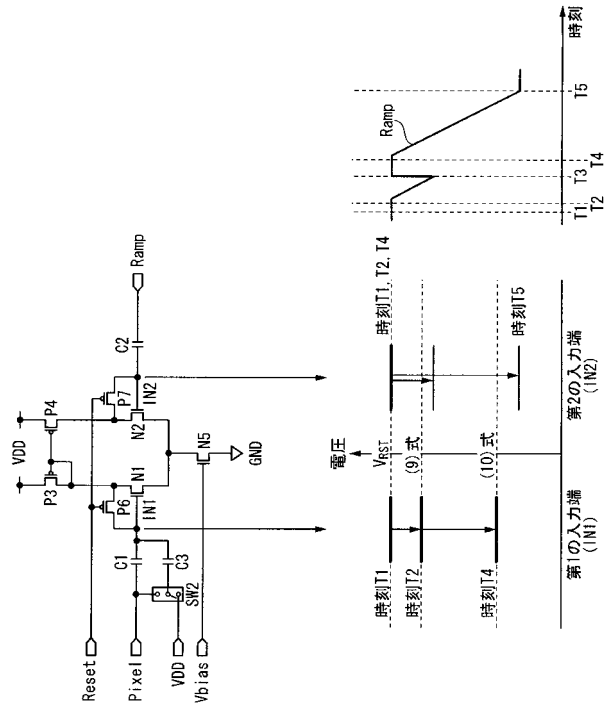 Reset
Pixel
VDD
Vbias
SW2
C1
C3
IN1
P6
N1
P3
VDD
P4
P7
N2
IN2
C2
Ramp
N5
GND
電圧
VRST
(9)式
(10)式
時刻T1
時刻T2
時刻T4
第1の入力端
(IN1)
時刻T1, T2, T4
時刻T5
第2の入力端
(IN2)
Ramp
T1
T2
T3
T4
T5
時刻